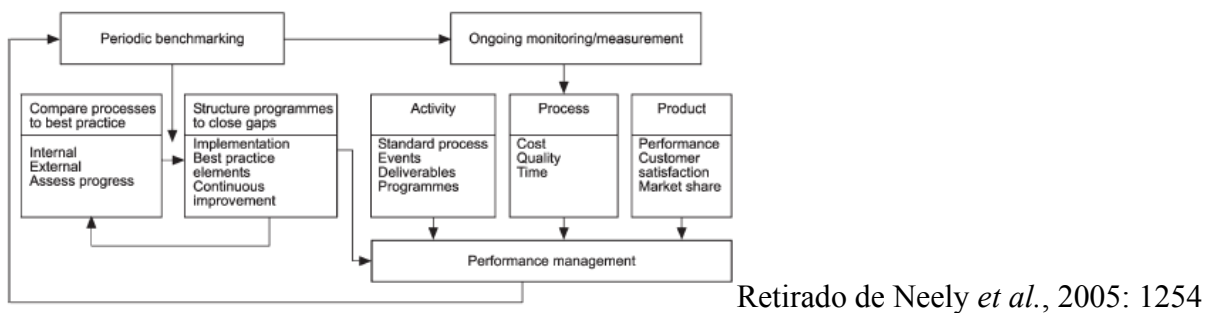 Periodic benchmarking
Ongoing monitoring/measurement
Compare processes
to best practice
Internal
External
Assess progress
Structure programmes
to close gaps
Implementation
Best practice
elements
Continuous
improvement
Activity
Standard process
Events
Deliverables
Programmes
Process
Cost
Quality
Time
Product
Performance
Customer
satisfaction
Market share
Performance management
Retirado de Neely et al., 2005: 1254